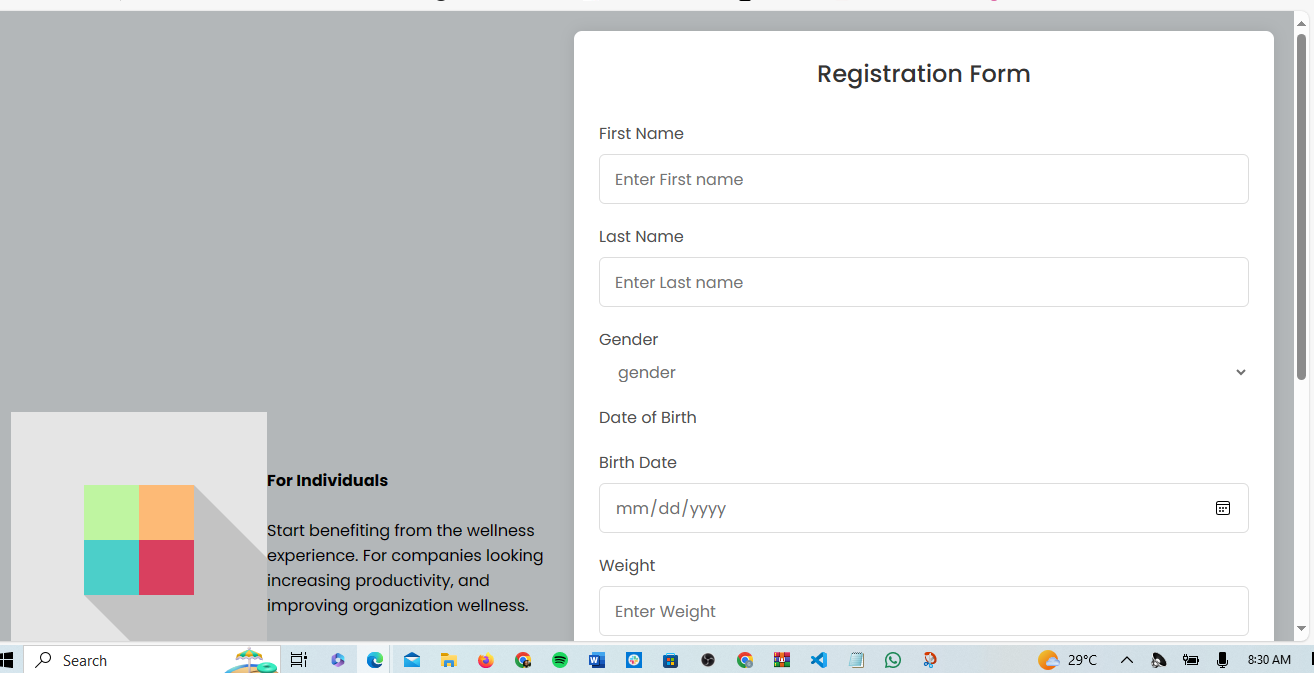 Registration Form
First Name
Enter First name
Last Name
Enter Last name
Gender
gender
Date of Birth
Birth Date
mm/dd/yyyy
Weight
Enter Weight
For Individuals
Start benefiting from the wellness
experience. For companies looking
increasing productivity, and
improving organization wellness.
Search
29°C
8:30 AM